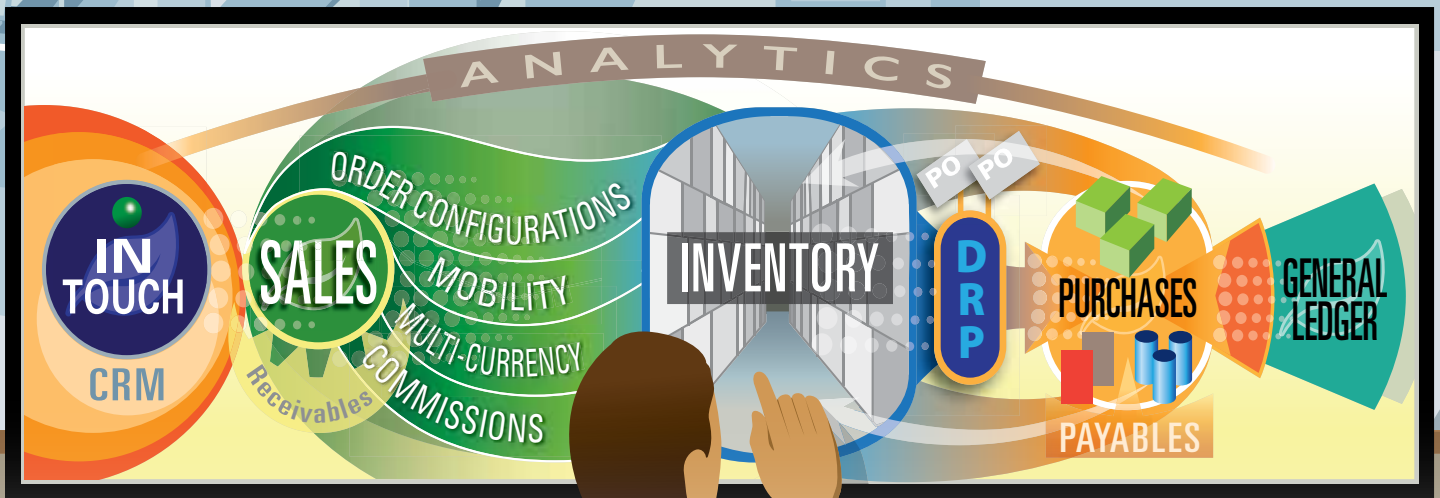 ANALYTICS
IN
TOUCH
CRM
SALES
Receivables
ORDER CONFIGURATIONS
MOBILITY
MULTI-CURRENCY
COMMISSIONS
INVENTORY
PO
PO
DRP
PURCHASES
PAYABLES
GENERAL
LEDGER